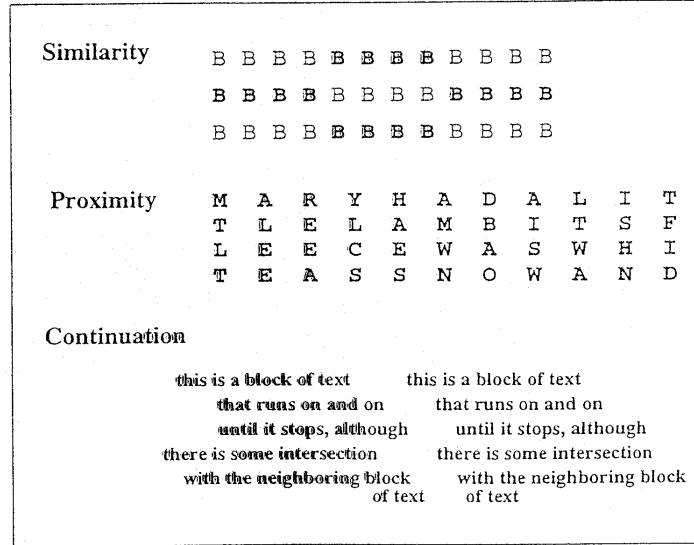 Similarity B B B B B B B B B B B B
B B B B B B B B B B B B
B B B B B B B B B B B B
Proximity M A R Y H A D A L I T
T L E L A M B I T S F
L E E C E W A S W H I
T E A S S N O W A N D
Continuation
this is a block of text this is a block of text
that runs on and on that runs on and on
until it stops, although until it stops, although
there is some intersection there is some intersection
with the neighboring block with the neighboring block
of text of text